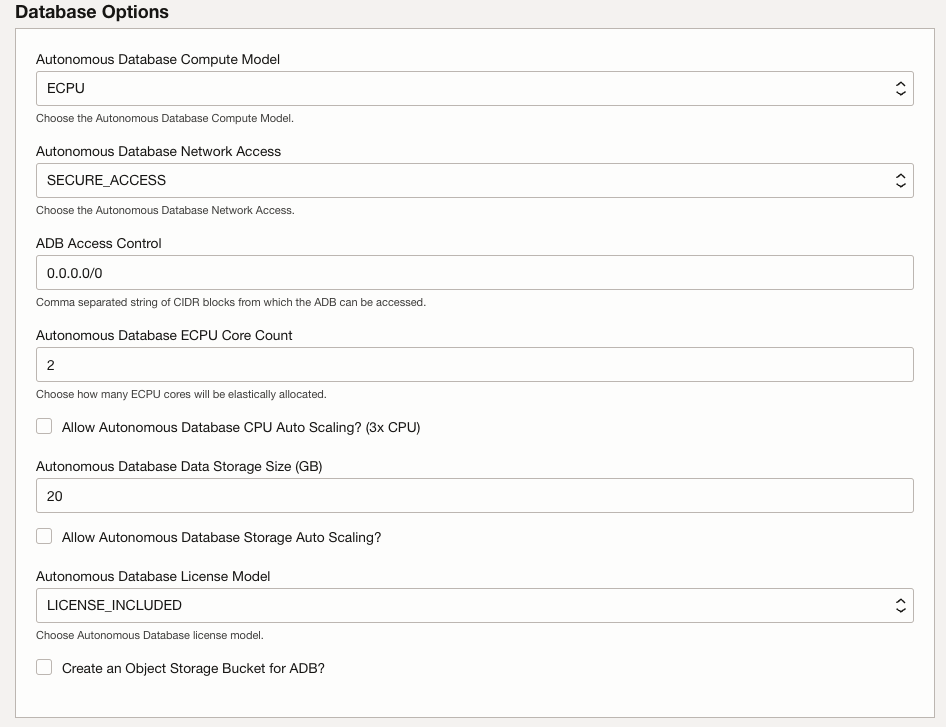 Database Options
Autonomous Database Compute Model
ECPU
Choose the Autonomous Database Compute Model.
Autonomous Database Network Access
SECURE_ACCESS
Choose the Autonomous Database Network Access.
ADB Access Control
0.0.0.0/0
Comma separated string of CIDR blocks from which the ADB can be accessed.
Autonomous Database ECPU Core Count
2
Choose how many ECPU cores will be elastically allocated.
Allow Autonomous Database CPU Auto Scaling? (3x CPU)
Autonomous Database Data Storage Size (GB)
20
Allow Autonomous Database Storage Auto Scaling?
Autonomous Database License Model
LICENSE_INCLUDED
Choose Autonomous Database license model.
Create an Object Storage Bucket for ADB?